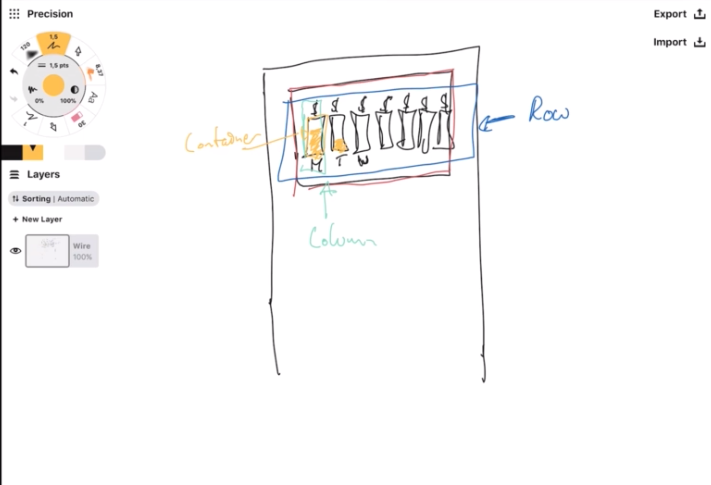 Precision
Export
Import
1,5
120
8,37
= 1,5 pts
0% 100%
Aa
30
Layers
Sorting | Automatic
+ New Layer
Wire
100%
$ $ $ $ $ $ $
Container
Row
M T W
Column